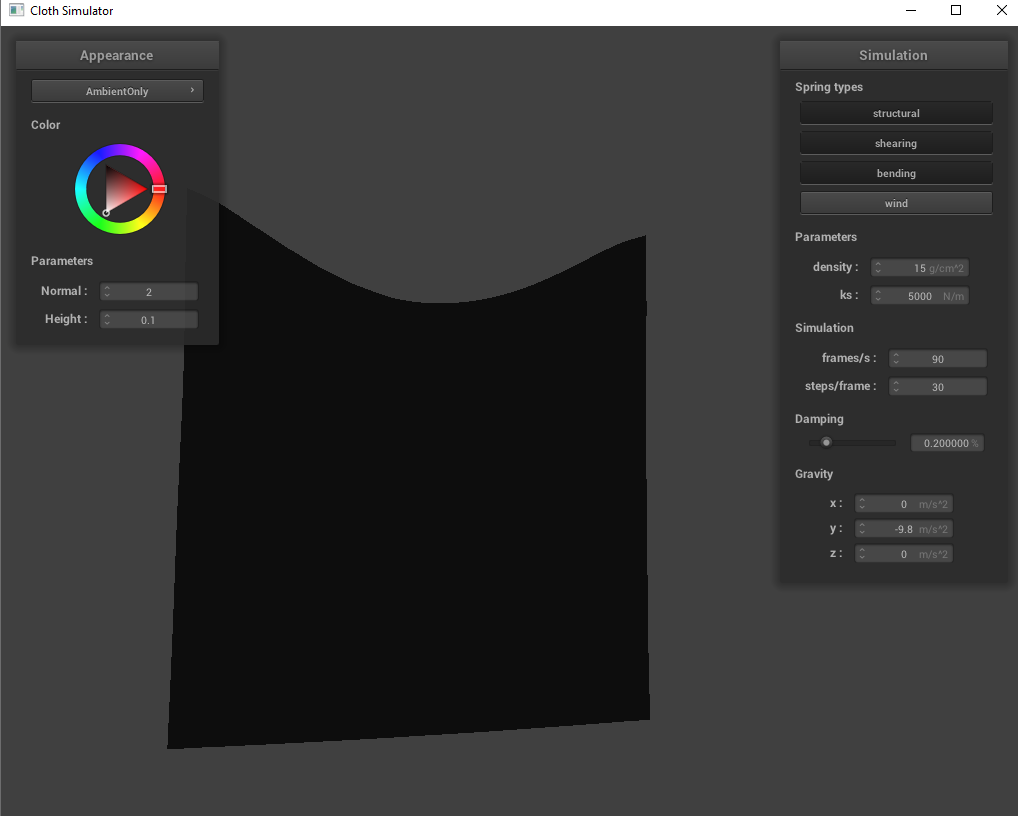 Cloth Simulator
Appearance
AmbientOnly
Color
Parameters
Normal : 2
Height : 0.1
Simulation
Spring types
structural
shearing
bending
wind
Parameters
density : 15 g/cm^2
ks : 5000 N/m
Simulation
frames/s : 90
steps/frame : 30
Damping
0.200000 %
Gravity
x : 0 m/s^2
y : -9.8 m/s^2
z : 0 m/s^2